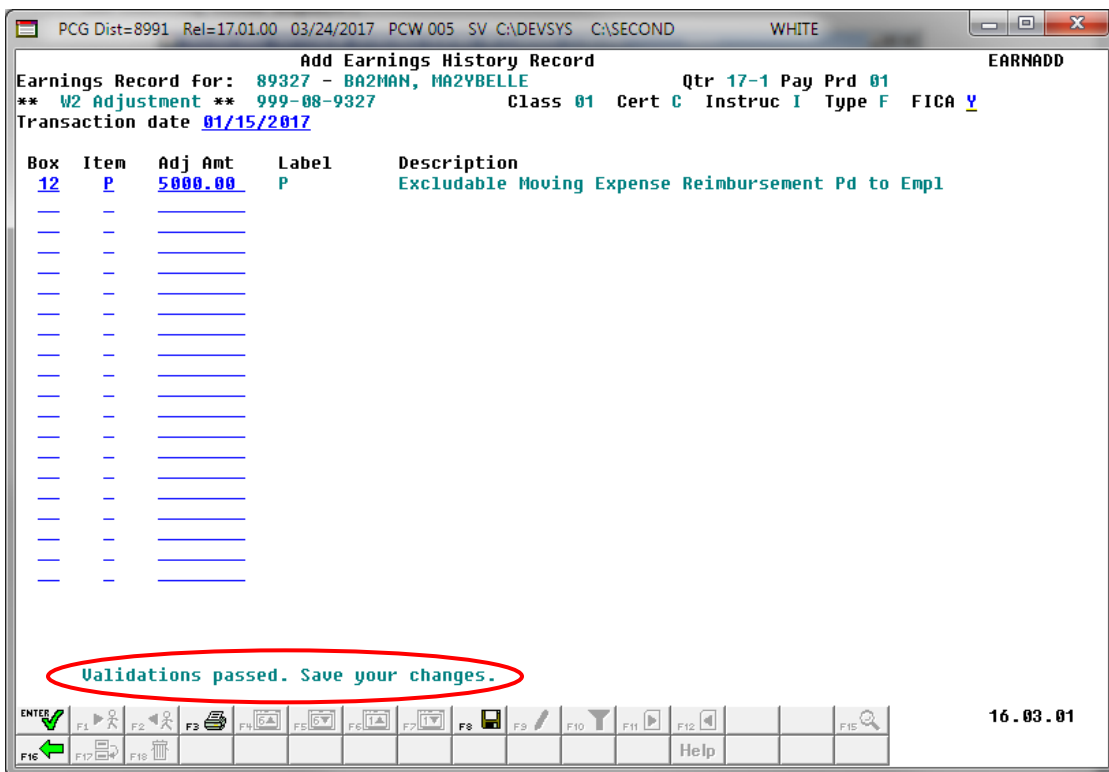 PCG Dist=8991 Rel=17.01.00 03/24/2017 PCW 005 SV C:\DEVSYS C:\SECOND WHITE
Add Earnings History Record EARNADD
Earnings Record for: 89327 - BA2MAN, MA2YBELLE Qtr 17-1 Pay Prd 01
** W2 Adjustment ** 999-08-9327 Class 01 Cert C Instruc I Type F FICA Y
Transaction date 01/15/2017
Box Item Adj Amt Label Description
12 P 5000.00 P Excludable Moving Expense Reimbursement Pd to Empl
Validations passed. Save your changes.
ENTER F1 F2 F3 F4 F5 F6 F7 F8 F9 F10 F11 F12 F15 16.03.01
F16 F17 F18 Help